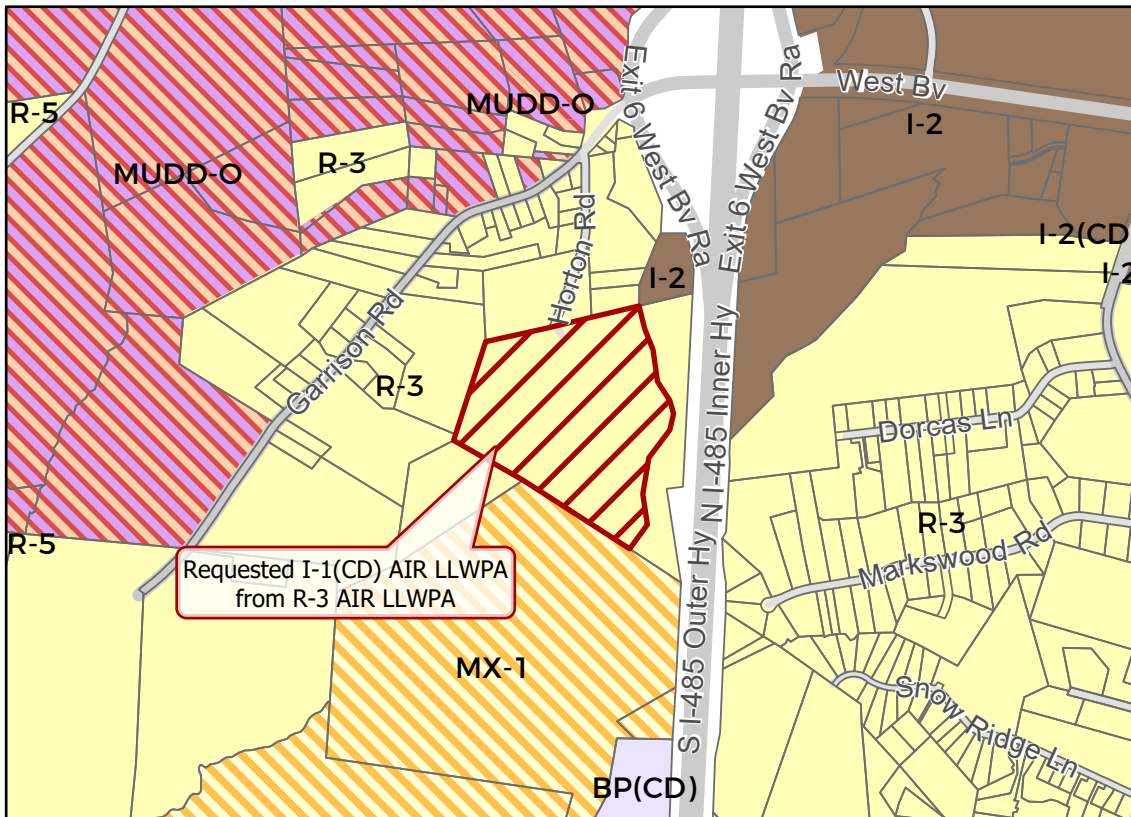 R-5
MUDD-O
West Bv
Exit 6 West Bv Ra
Exit 6 West Bv Ra
I-2
R-3
MUDD-O
Horton Rd
I-2(CD
I-2
I-2
Garrison Rd
R-3
Dorcas Ln
R-3
Markswood Rd
R-5
Requested I-1(CD) AIR LLWPA
from R-3 AIR LLWPA
S I-485 Outer Hy
N I-485 Inner Hy
MX-1
Snow Ridge Ln
BP(CD)